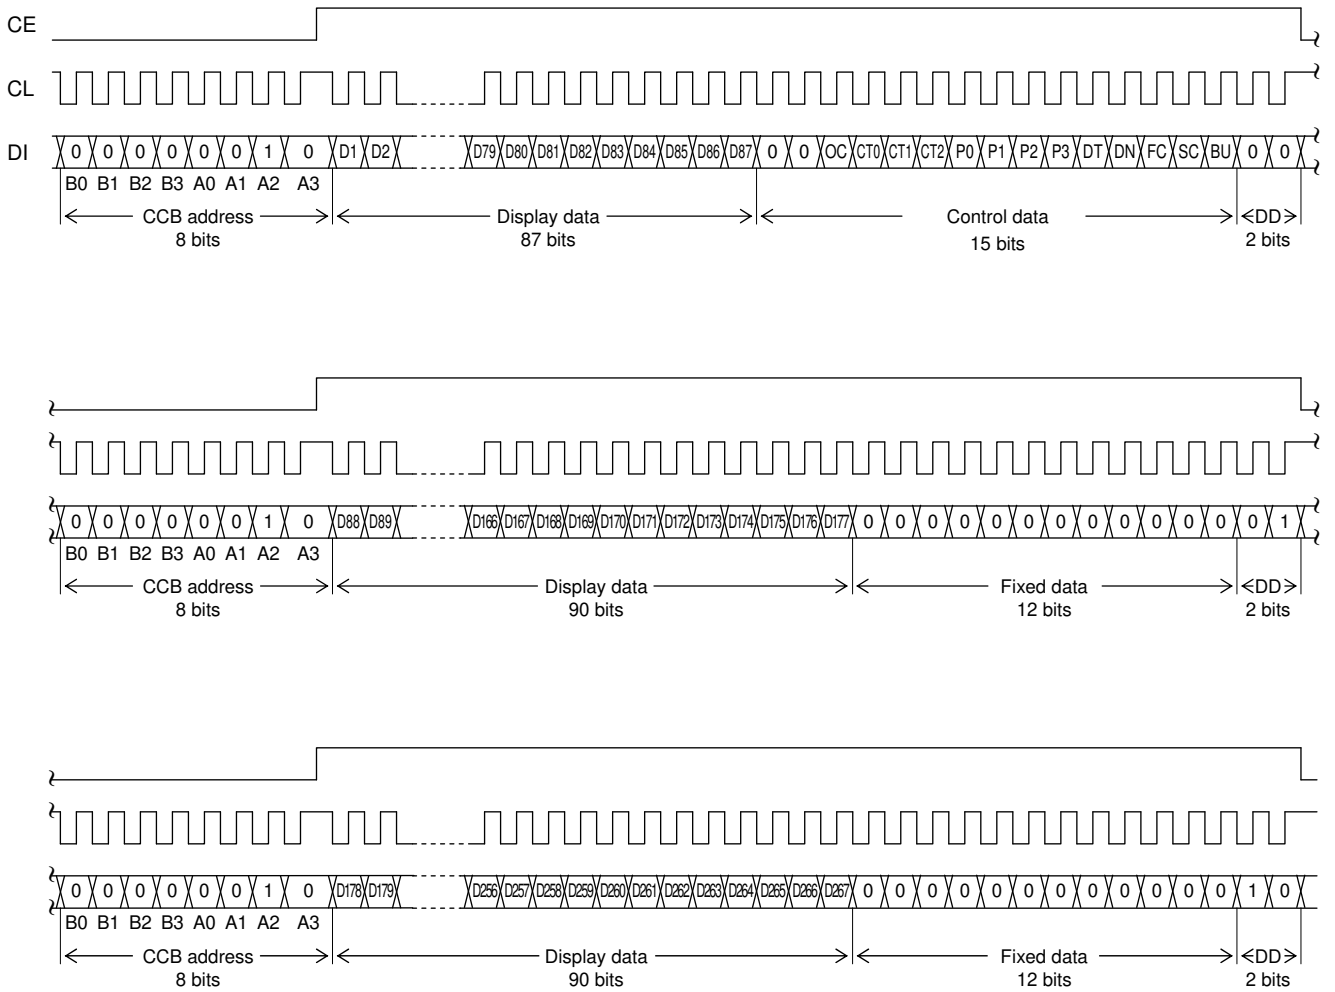 CE
CL
DI 0 0 0 0 0 0 1 0 D1 D2 D79 D80 D81 D82 D83 D84 D85 D86 D87 0 0 OC CT0 CT1 CT2 P0 P1 P2 P3 DT DN FC SC BU 0 0
B0 B1 B2 B3 A0 A1 A2 A3
CCB address Display data Control data DD
8 bits 87 bits 15 bits 2 bits
0 0 0 0 0 0 1 0 D88 D89 D166 D167 D168 D169 D170 D171 D172 D173 D174 D175 D176 D177 0 0 0 0 0 0 0 0 0 0 0 0 0 1
B0 B1 B2 B3 A0 A1 A2 A3
CCB address Display data Fixed data DD
8 bits 90 bits 12 bits 2 bits
0 0 0 0 0 0 1 0 D178 D179 D256 D257 D258 D259 D260 D261 D262 D263 D264 D265 D266 D267 0 0 0 0 0 0 0 0 0 0 0 0 1 0
B0 B1 B2 B3 A0 A1 A2 A3
CCB address Display data Fixed data DD
8 bits 90 bits 12 bits 2 bits